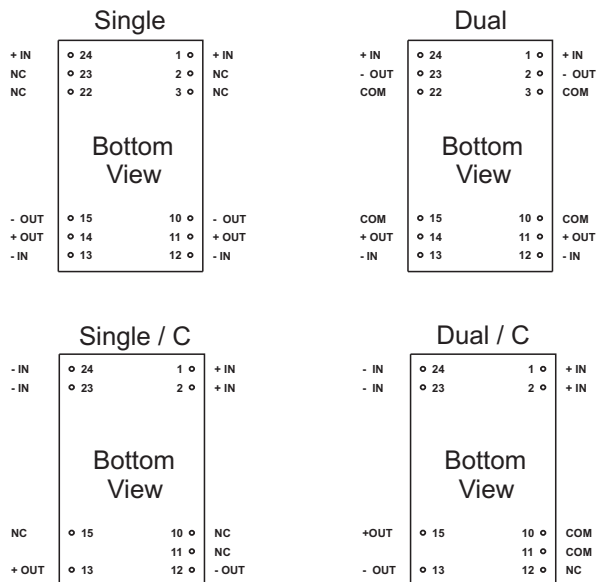 Single Dual
+ IN 24 1 + IN + IN 24 1 + IN
NC 23 2 NC - OUT 23 2 - OUT
NC 22 3 NC COM 22 3 COM
Bottom Bottom
View View
- OUT 15 10 - OUT COM 15 10 COM
+ OUT 14 11 + OUT + OUT 14 11 + OUT
- IN 13 12 - IN - IN 13 12 - IN
Single / C Dual / C
- IN 24 1 + IN - IN 24 1 + IN
- IN 23 2 + IN - IN 23 2 + IN
Bottom Bottom
View View
NC 15 10 NC +OUT 15 10 COM
11 NC 11 COM
+ OUT 13 12 - OUT - OUT 13 12 NC